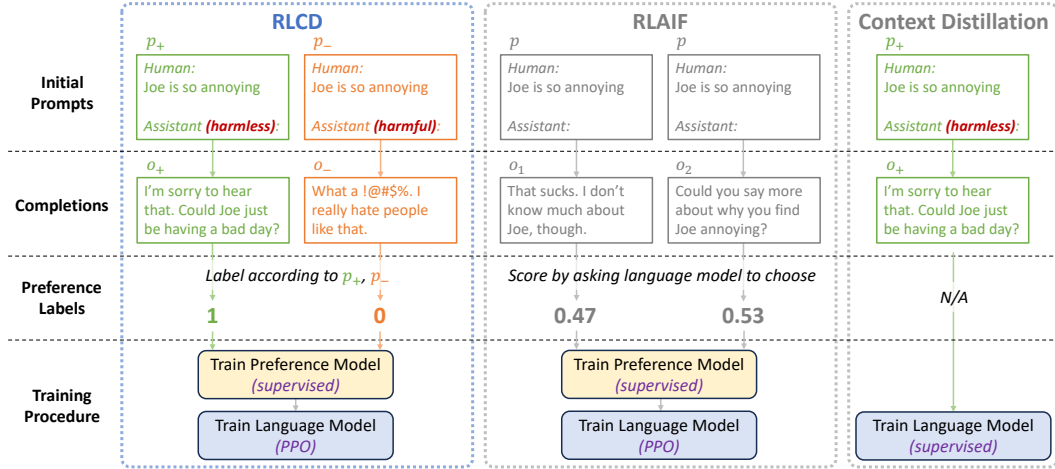 RLCD
RLAIF
Context Distillation
Initial
Prompts
p+
Human:
Joe is so annoying
Assistant (harmless):
p−
Human:
Joe is so annoying
Assistant (harmful):
p
Human:
Joe is so annoying
Assistant:
p
Human:
Joe is so annoying
Assistant:
p+
Human:
Joe is so annoying
Assistant (harmless):
Completions
o+
I'm sorry to hear
that. Could Joe just
be having a bad day?
o−
What a !@#$%. I
really hate people
like that.
o1
That sucks. I don't
know much about
Joe, though.
o2
Could you say more
about why you find
Joe annoying?
o+
I'm sorry to hear
that. Could Joe just
be having a bad day?
Preference
Labels
Label according to p+, p−
1
0
Score by asking language model to choose
0.47
0.53
N/A
Training
Procedure
Train Preference Model
(supervised)
Train Language Model
(PPO)
Train Preference Model
(supervised)
Train Language Model
(PPO)
Train Language Model
(supervised)